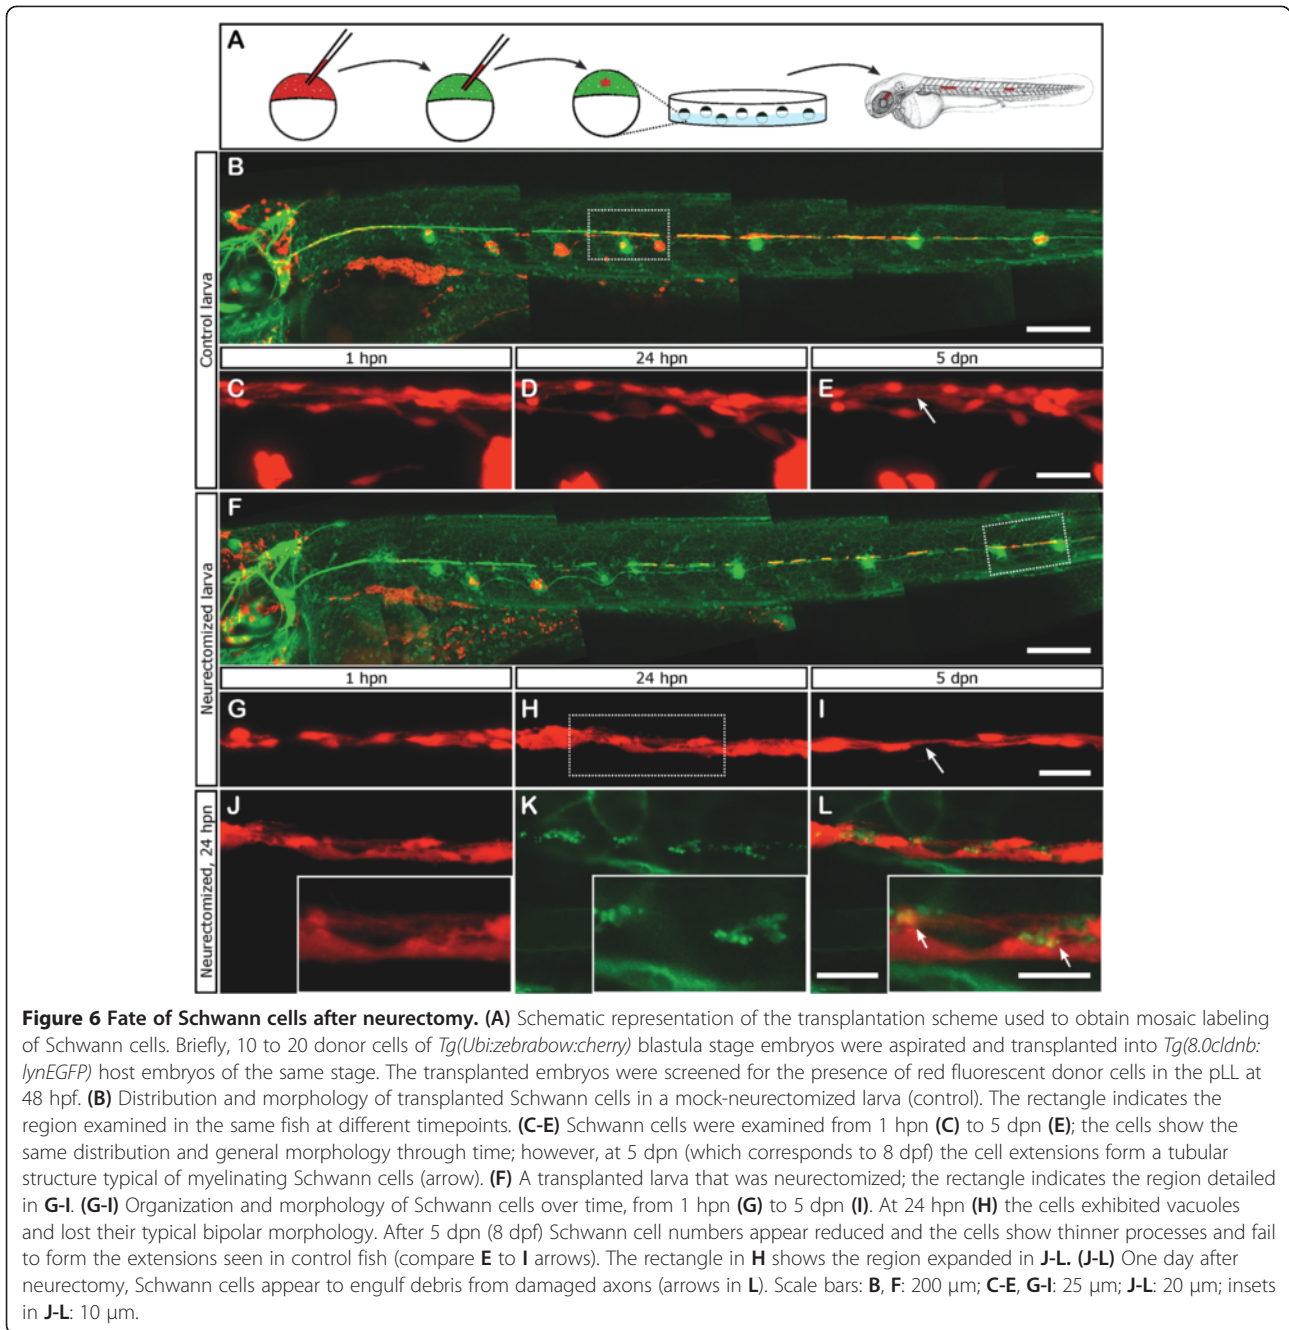 A
Control larva
B
1 hpn 24 hpn 5 dpn
C D E
Neurectomized larva
F
1 hpn 24 hpn 5 dpn
G H I
Neurectomized, 24 hpn
J K L
Figure 6 Fate of Schwann cells after neurectomy. (A) Schematic representation of the transplantation scheme used to obtain mosaic labeling
of Schwann cells. Briefly, 10 to 20 donor cells of Tg(Ubi:zebrabow:cherry) blastula stage embryos were aspirated and transplanted into Tg(8.0cldnb:
lynEGFP) host embryos of the same stage. The transplanted embryos were screened for the presence of red fluorescent donor cells in the pLL at
48 hpf. (B) Distribution and morphology of transplanted Schwann cells in a mock-neurectomized larva (control). The rectangle indicates the
region examined in the same fish at different timepoints. (C-E) Schwann cells were examined from 1 hpn (C) to 5 dpn (E); the cells show the
same distribution and general morphology through time; however, at 5 dpn (which corresponds to 8 dpf) the cell extensions form a tubular
structure typical of myelinating Schwann cells (arrow). (F) A transplanted larva that was neurectomized; the rectangle indicates the region detailed
in G-I. (G-I) Organization and morphology of Schwann cells over time, from 1 hpn (G) to 5 dpn (I). At 24 hpn (H) the cells exhibited vacuoles
and lost their typical bipolar morphology. After 5 dpn (8 dpf) Schwann cell numbers appear reduced and the cells show thinner processes and fail
to form the extensions seen in control fish (compare E to I arrows). The rectangle in H shows the region expanded in J-L. (J-L) One day after
neurectomy, Schwann cells appear to engulf debris from damaged axons (arrows in L). Scale bars: B, F: 200 μm; C-E, G-I: 25 μm; J-L: 20 μm; insets
in J-L: 10 μm.